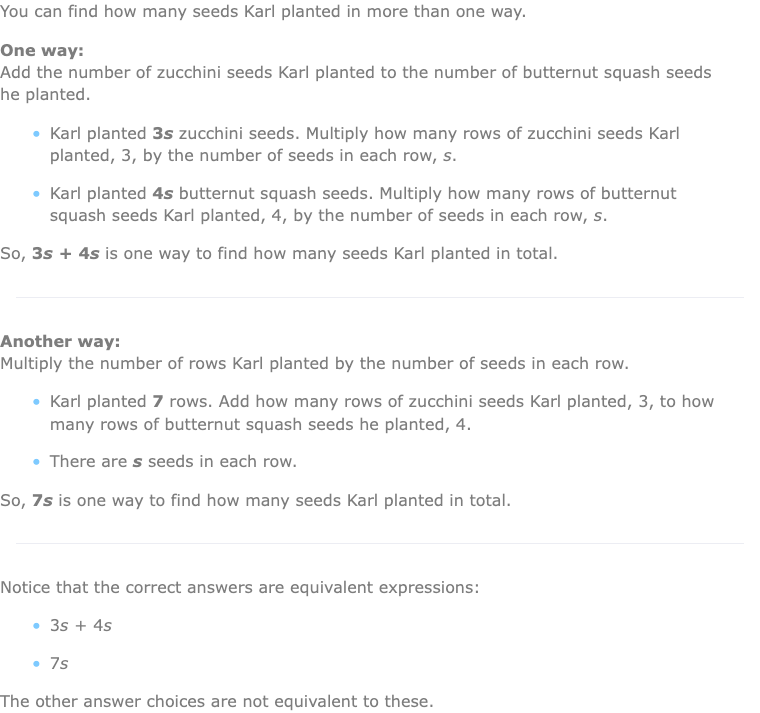 You can find how many seeds Karl planted in more than one way.
One way:
Add the number of zucchini seeds Karl planted to the number of butternut squash seeds
he planted.
• Karl planted 3s zucchini seeds. Multiply how many rows of zucchini seeds Karl
planted, 3, by the number of seeds in each row, s.
• Karl planted 4s butternut squash seeds. Multiply how many rows of butternut
squash seeds Karl planted, 4, by the number of seeds in each row, s.
So, 3s + 4s is one way to find how many seeds Karl planted in total.
Another way:
Multiply the number of rows Karl planted by the number of seeds in each row.
• Karl planted 7 rows. Add how many rows of zucchini seeds Karl planted, 3, to how
many rows of butternut squash seeds he planted, 4.
• There are s seeds in each row.
So, 7s is one way to find how many seeds Karl planted in total.
Notice that the correct answers are equivalent expressions:
• 3s + 4s
• 7s
The other answer choices are not equivalent to these.